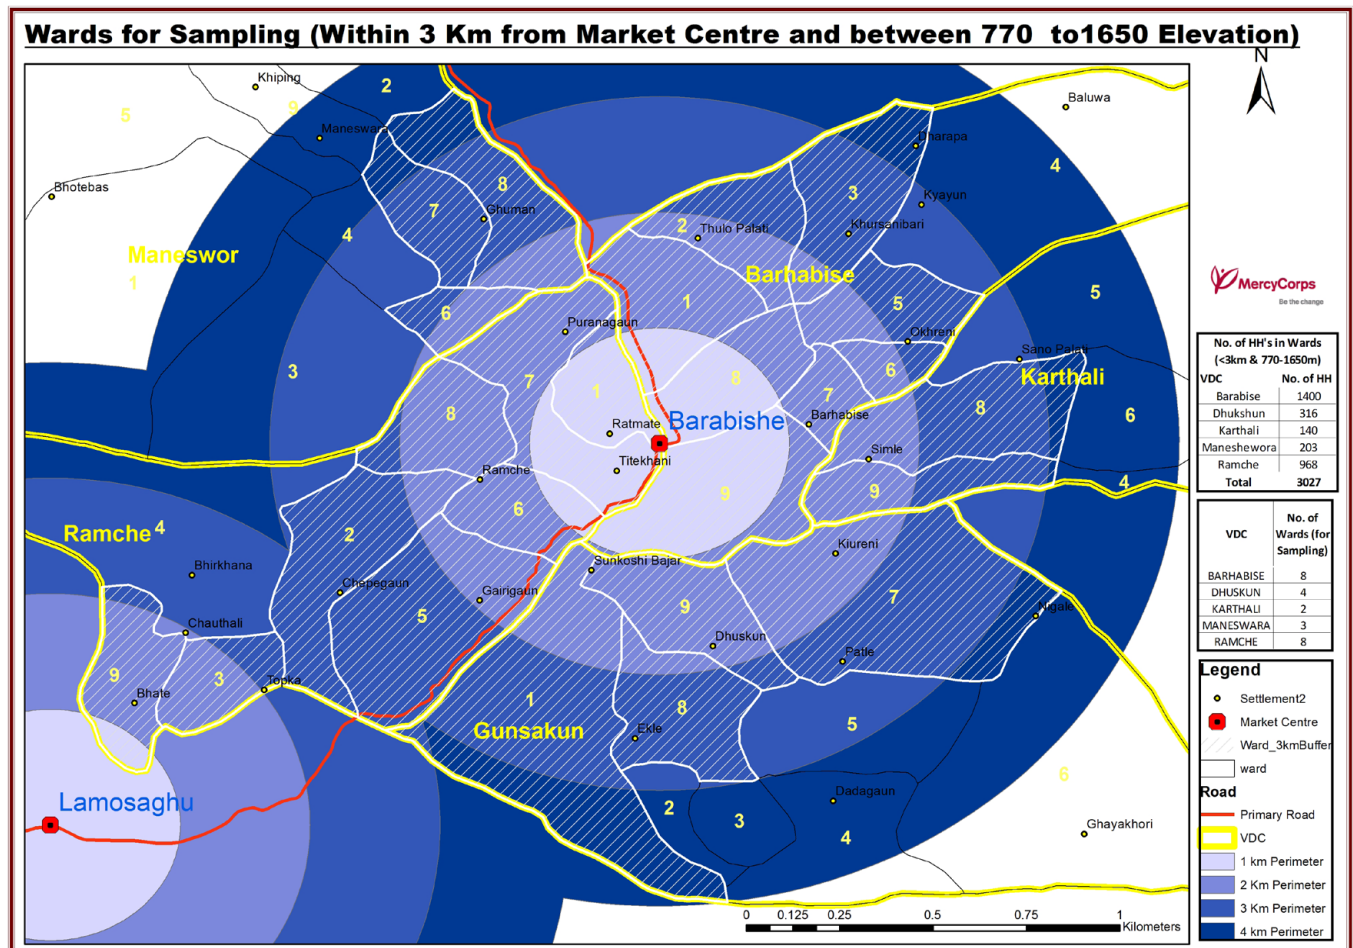 Wards for Sampling (Within 3 Km from Market Centre and between 770 to1650 Elevation)
N
Khiping
2
Baluwa
5
9
Maneswara
Dharapa
4
Bhotebas
8
3
Kyayun
7
Ghuman
2
Thulo Palati
Khursanibari
4
Maneswor
1
Barhabise
5
5
1
6
Puranagaun
Okhreni
Sano Palati
3
7
1
8
6
7
Karthali
8
Barhabise
8
6
Ratmate
Barabishe
Titekhani
Simle
Ramche
9
9
4
6
Ramche
4
2
Kiureni
Bhirkhana
Sunkoshi Bajar
Chepegaun
Gairigaun
7
9
5
Nigale
Chauthali
Dhuskun
Patle
9
3
Topka
Bhate
1
8
Gunsakun
Ekle
5
6
Lamosaghu
2
3
Dadagaun
4
Ghayakhori
0 0.125 0.25 0.5 0.75 1
Kilometers
MercyCorps
Be the change
No. of HH's in Wards
(<3km & 770-1650m)
VDC No. of HH
Barabise 1400
Dhukshun 316
Karthali 140
Maneshewora 203
Ramche 968
Total 3027
VDC No. of Wards (for Sampling)
BARHABISE 8
DHUSKUN 4
KARTHALI 2
MANESWARA 3
RAMCHE 8
Legend
Settlement2
Market Centre
Ward_3kmBuffer
ward
Road
Primary Road
VDC
1 km Perimeter
2 Km Perimeter
3 Km Perimeter
4 km Perimeter